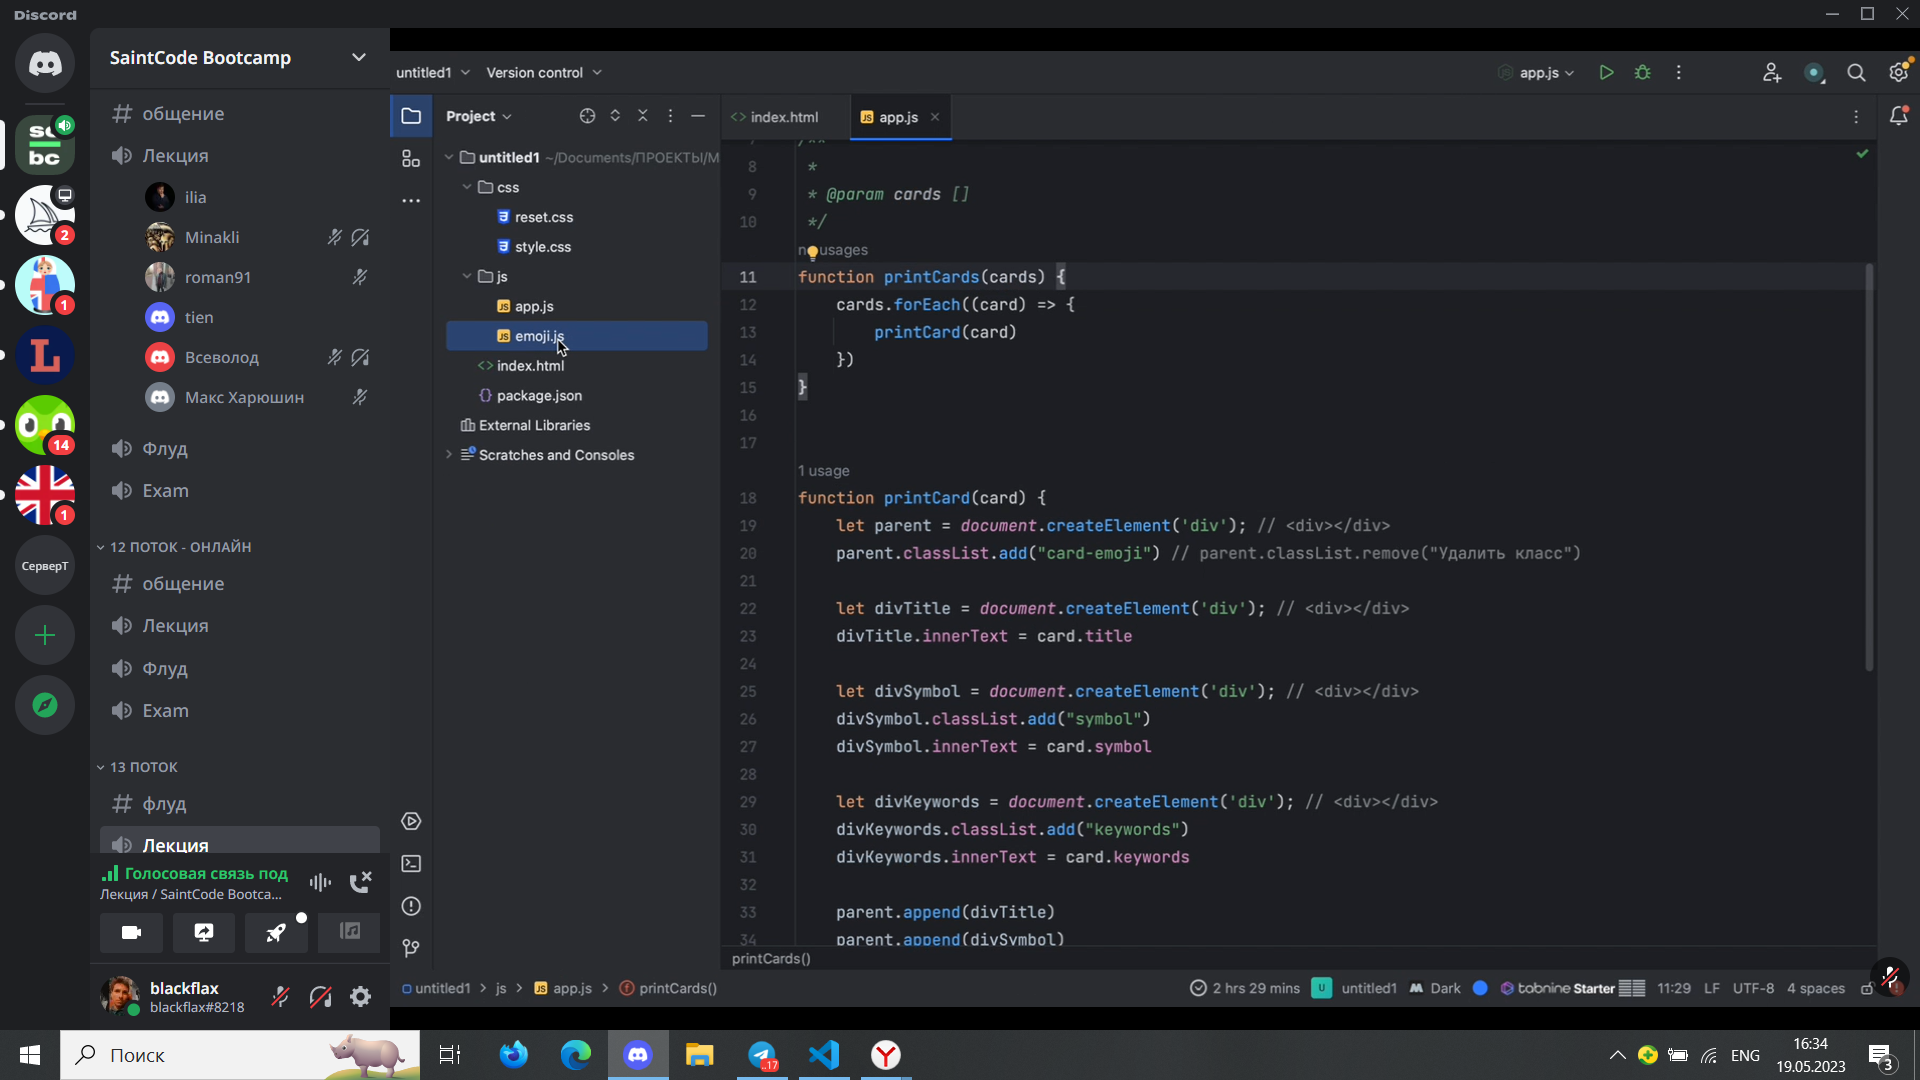 Discord
SaintCode Bootcamp
общение
Лекция
ilia
Minakli
roman91
tien
Всеволод
Макс Харюшин
Флуд
Exam
12 ПОТОК - ОНЛАЙН
общение
Лекция
Флуд
Exam
13 ПОТОК
флуд
Лекция
Голосовая связь под
Лекция / SaintCode Bootca...
blackflax
blackflax#8218
sc
bc
2
1
L
14
1
СерверТ
untitled1
Version control
app.js
Project
untitled1 ~/Documents/ПРОЕКТЫ/М
css
reset.css
style.css
js
app.js
emoji.js
index.html
package.json
External Libraries
Scratches and Consoles
index.html
app.js
8 *
9 * @param cards []
10 */
usages
11 function printCards(cards) {
12 cards.forEach((card) => {
13 printCard(card)
14 })
15 }
16
17
1 usage
18 function printCard(card) {
19 let parent = document.createElement('div'); // <div></div>
20 parent.classList.add("card-emoji") // parent.classList.remove("Удалить класс")
21
22 let divTitle = document.createElement('div'); // <div></div>
23 divTitle.innerText = card.title
24
25 let divSymbol = document.createElement('div'); // <div></div>
26 divSymbol.classList.add("symbol")
27 divSymbol.innerText = card.symbol
28
29 let divKeywords = document.createElement('div'); // <div></div>
30 divKeywords.classList.add("keywords")
31 divKeywords.innerText = card.keywords
32
33 parent.append(divTitle)
34 parent.append(divSymbol)
printCards()
untitled1 > js > app.js > printCards()
2 hrs 29 mins
U untitled1
Dark
tabnine Starter
11:29
LF
UTF-8
4 spaces
Поиск
17
ENG
16:34
19.05.2023
3